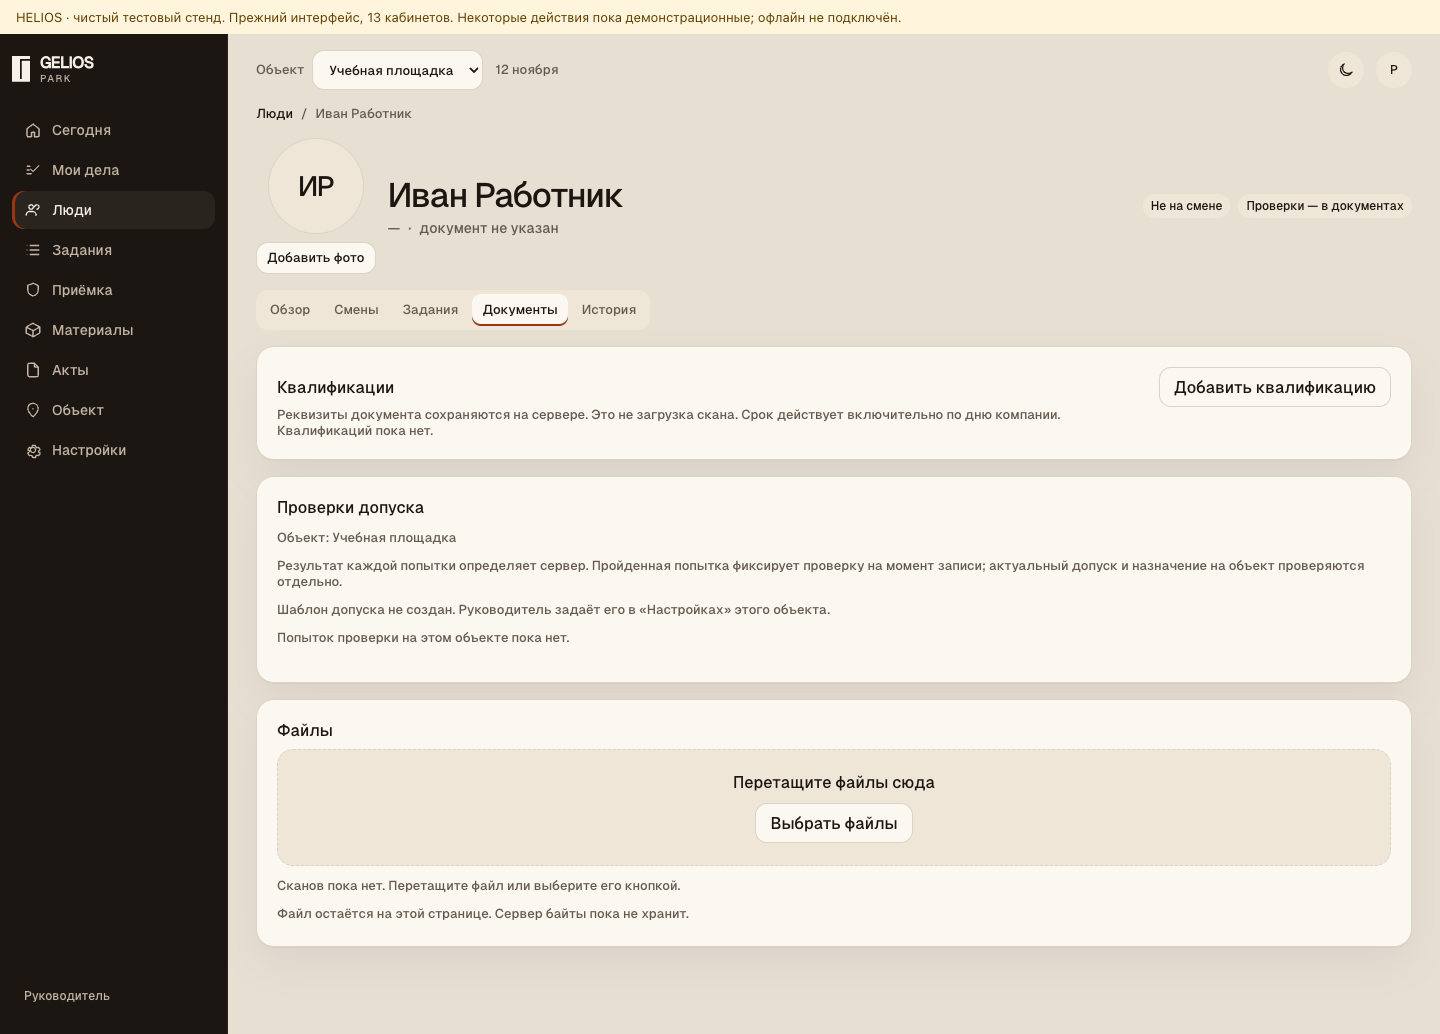 HELIOS · чистый тестовый стенд. Прежний интерфейс, 13 кабинетов. Некоторые действия пока демонстрационные; офлайн не подключён.
GELIOS
PARK
Сегодня
Мои дела
Люди
Задания
Приёмка
Материалы
Акты
Объект
Настройки
Руководитель
Объект
Учебная площадка
12 ноября
Р
Люди / Иван Работник
ИР
Иван Работник
— · документ не указан
Не на смене
Проверки — в документах
Добавить фото
Обзор
Смены
Задания
Документы
История
Квалификации
Добавить квалификацию
Реквизиты документа сохраняются на сервере. Это не загрузка скана. Срок действует включительно по дню компании.
Квалификаций пока нет.
Проверки допуска
Объект: Учебная площадка
Результат каждой попытки определяет сервер. Пройденная попытка фиксирует проверку на момент записи; актуальный допуск и назначение на объект проверяются
отдельно.
Шаблон допуска не создан. Руководитель задаёт его в «Настройках» этого объекта.
Попыток проверки на этом объекте пока нет.
Файлы
Перетащите файлы сюда
Выбрать файлы
Сканов пока нет. Перетащите файл или выберите его кнопкой.
Файл остаётся на этой странице. Сервер байты пока не хранит.